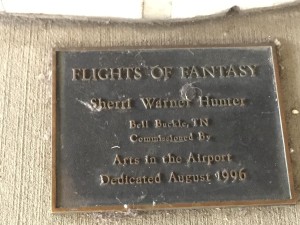 FLIGHTS OF FANTASY
Sherri Warner Hunter
Bell Buckle, TN
Commissioned By
Arts in the Airport
Dedicated August 1996